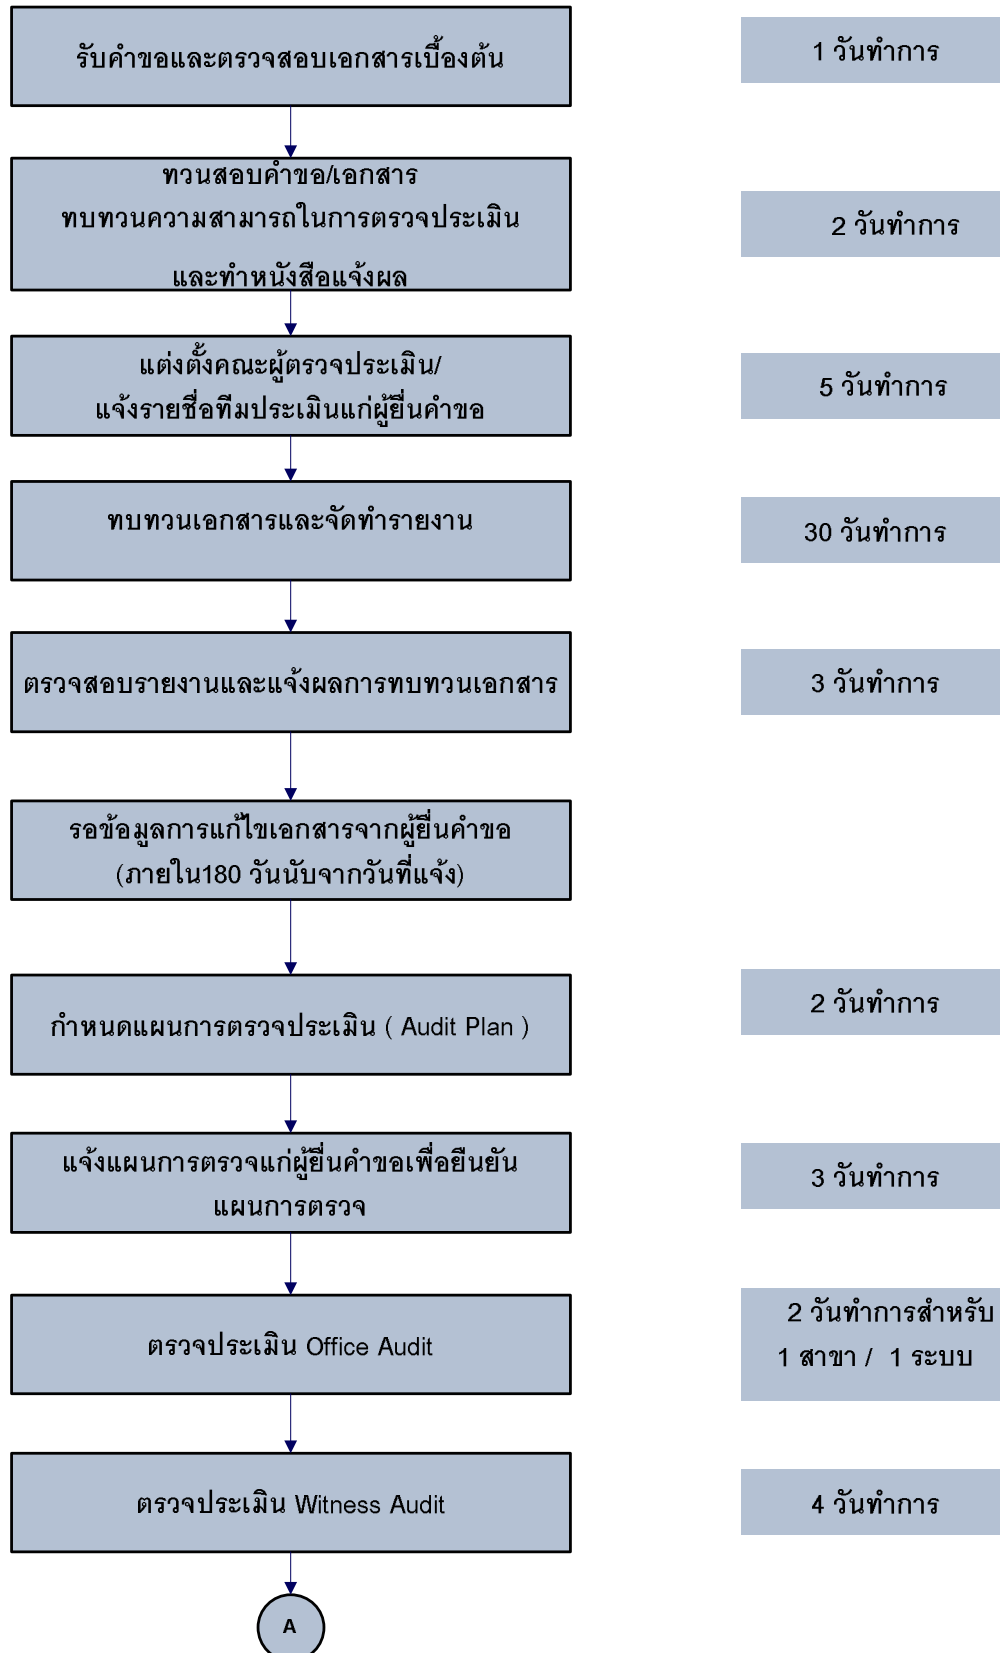 รับคำขอและตรวจสอบเอกสารเบื้องต้น
1 วันทำการ
ทวนสอบคำขอ/เอกสาร
ทบทวนความสามารถในการตรวจประเมิน
และทำหนังสือแจ้งผล
2 วันทำการ
แต่งตั้งคณะผู้ตรวจประเมิน/
แจ้งรายชื่อทีมประเมินแก่ผู้ยื่นคำขอ
5 วันทำการ
ทบทวนเอกสารและจัดทำรายงาน
30 วันทำการ
ตรวจสอบรายงานและแจ้งผลการทบทวนเอกสาร
3 วันทำการ
รอข้อมูลการแก้ไขเอกสารจากผู้ยื่นคำขอ
(ภายใน180 วันนับจากวันที่แจ้ง)
กำหนดแผนการตรวจประเมิน ( Audit Plan )
2 วันทำการ
แจ้งแผนการตรวจแก่ผู้ยื่นคำขอเพื่อยืนยัน
แผนการตรวจ
3 วันทำการ
ตรวจประเมิน Office Audit
2 วันทำการสำหรับ
1 สาขา / 1 ระบบ
ตรวจประเมิน Witness Audit
4 วันทำการ
A